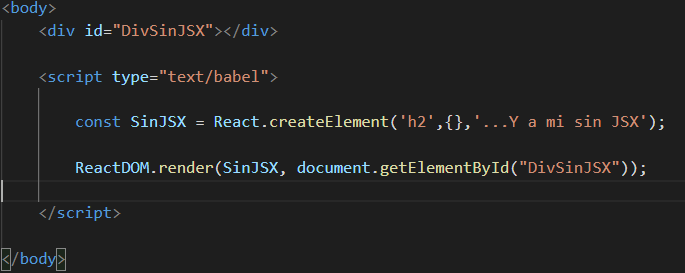 <body>
<div id="DivSinJSX"></div>
<script type="text/babel">
const SinJSX = React.createElement('h2',{},'...Y a mi sin JSX');
ReactDOM.render(SinJSX, document.getElementById("DivSinJSX"));
</script>
</body>